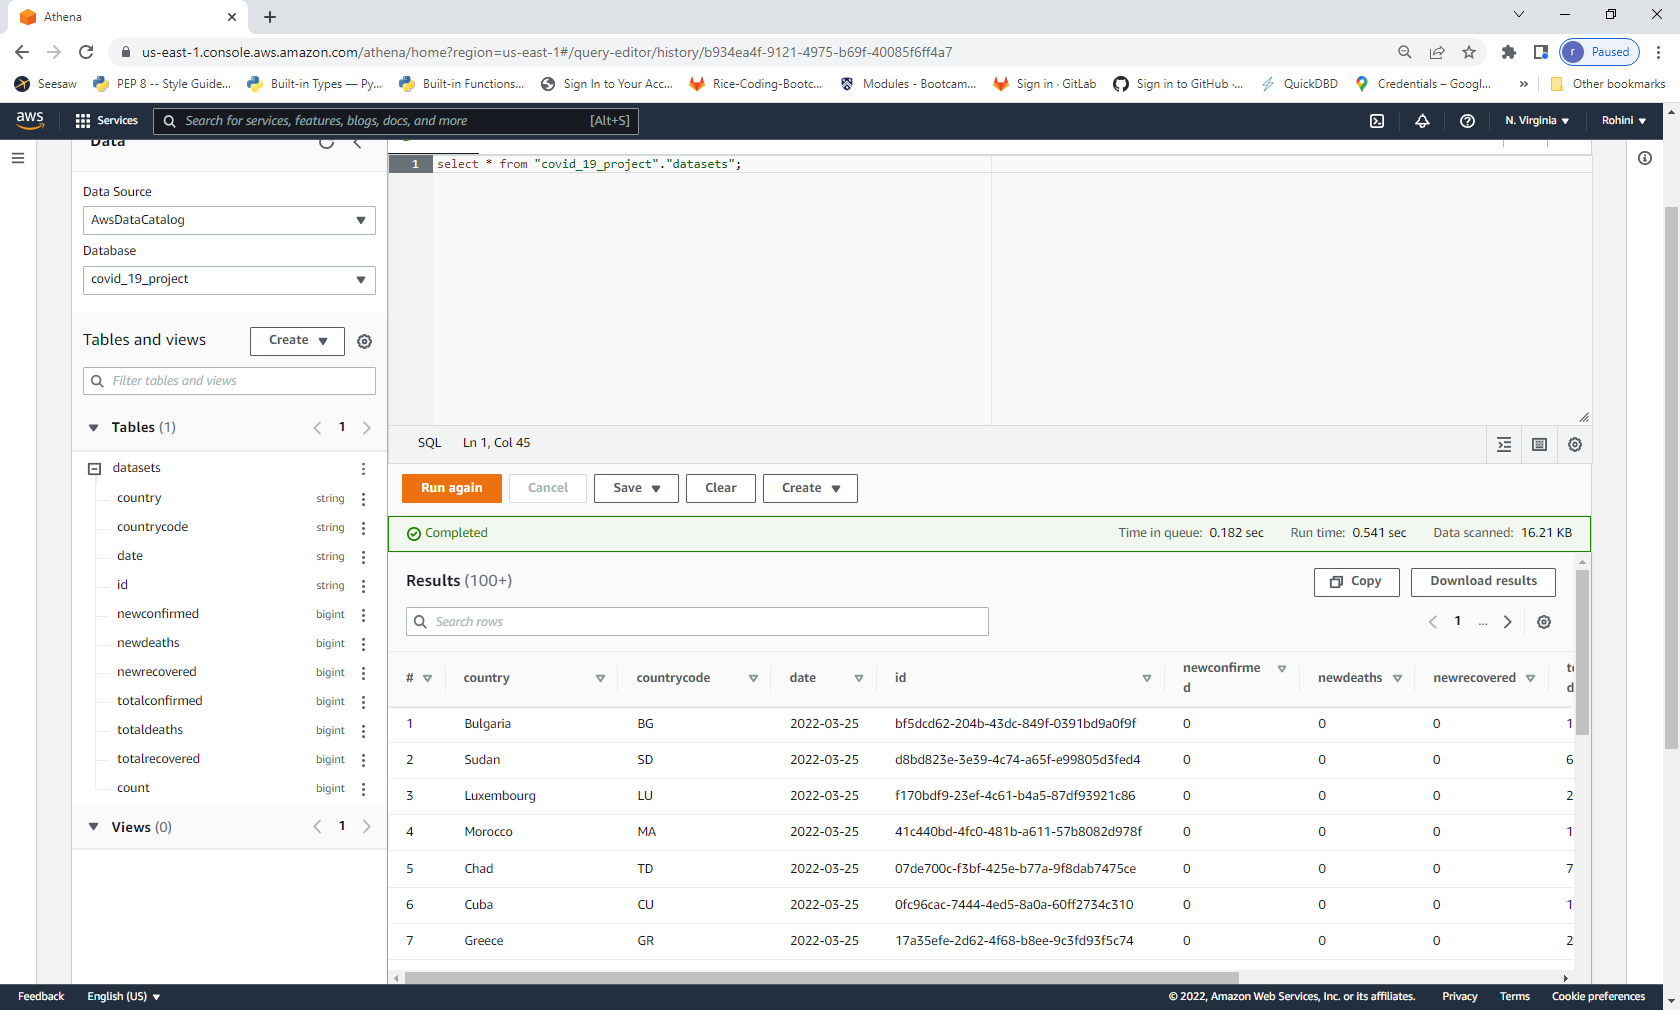 Athena
us-east-1.console.aws.amazon.com/athena/home?region=us-east-1#/query-editor/history/b934ea4f-9121-4975-b69f-40085f6ff4a7
r Paused
Seesaw PEP 8 -- Style Guide... Built-in Types — Py... Built-in Functions... Sign In to Your Acc... Rice-Coding-Bootc... Modules - Bootcam... Sign in · GitLab Sign in to GitHub ·... QuickDBD Credentials – Googl... » Other bookmarks
aws Services Search for services, features, blogs, docs, and more [Alt+S] N. Virginia Rohini
Data
1 select * from "covid_19_project"."datasets";
Data Source
AwsDataCatalog
Database
covid_19_project
Tables and views Create
Filter tables and views
Tables (1) 1
datasets
country string
countrycode string
date string
id string
newconfirmed bigint
newdeaths bigint
newrecovered bigint
totalconfirmed bigint
totaldeaths bigint
totalrecovered bigint
count bigint
Views (0) 1
SQL Ln 1, Col 45
Run again Cancel Save Clear Create
Completed Time in queue: 0.182 sec Run time: 0.541 sec Data scanned: 16.21 KB
Results (100+) Copy Download results
Search rows 1 ...
# country countrycode date id newconfirme
d newdeaths newrecovered
1 Bulgaria BG 2022-03-25 bf5dcd62-204b-43dc-849f-0391bd9a0f9f 0 0 0 1
2 Sudan SD 2022-03-25 d8bd823e-3e39-4c74-a65f-e99805d3fed4 0 0 0 6
3 Luxembourg LU 2022-03-25 f170bdf9-23ef-4c61-b4a5-87df93921c86 0 0 0 2
4 Morocco MA 2022-03-25 41c440bd-4fc0-481b-a611-57b8082d978f 0 0 0 1
5 Chad TD 2022-03-25 07de700c-f3bf-425e-b77a-9f8dab7475ce 0 0 0 7
6 Cuba CU 2022-03-25 0fc96cac-7444-4ed5-8a0a-60ff2734c310 0 0 0 1
7 Greece GR 2022-03-25 17a35efe-2d62-4f68-b8ee-9c3fd93f5c74 0 0 0 2
Feedback English (US) © 2022, Amazon Web Services, Inc. or its affiliates. Privacy Terms Cookie preferences